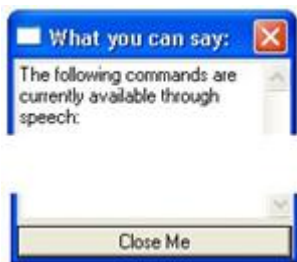 What you can say:
The following commands are
currently available through
speech:
Close Me